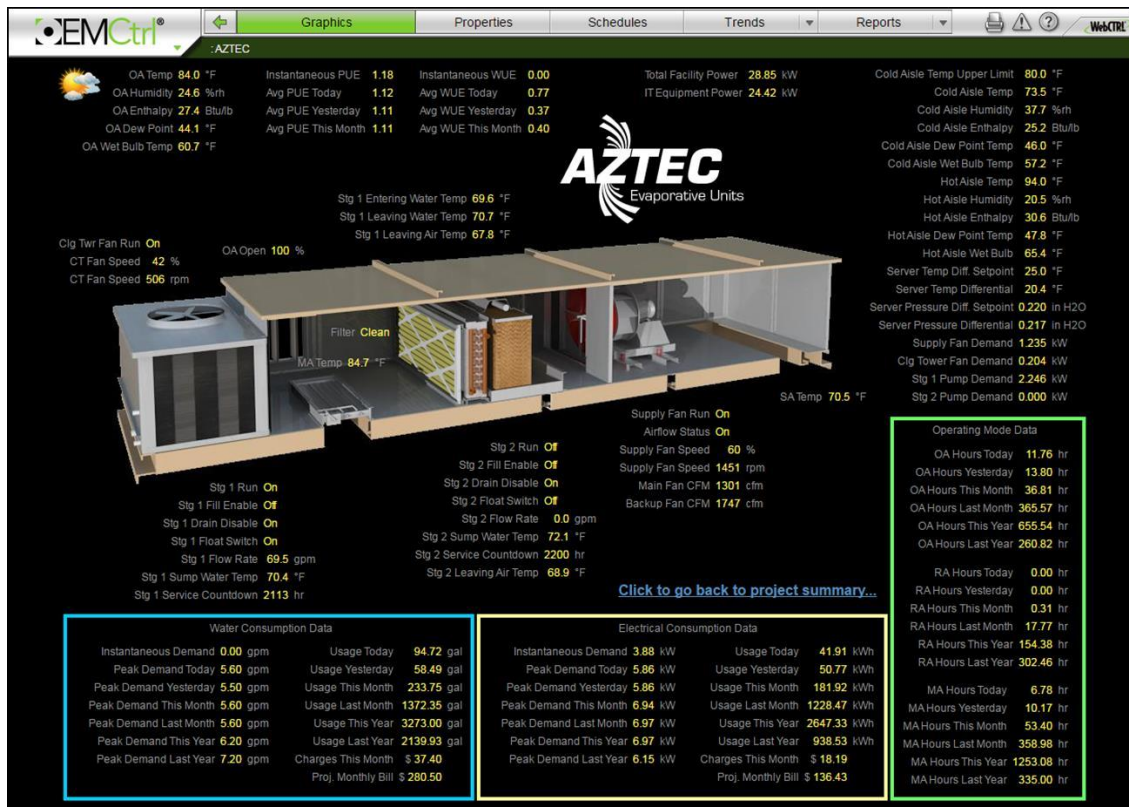 EMCtrl®
Graphics
Properties
Schedules
Trends
Reports
WebCTRL
: AZTEC
OA Temp 84.0 °F
OA Humidity 24.6 %rh
OA Enthalpy 27.4 Btu/lb
OA Dew Point 44.1 °F
OA Wet Bulb Temp 60.7 °F
Instantaneous PUE 1.18
Avg PUE Today 1.12
Avg PUE Yesterday 1.11
Avg PUE This Month 1.11
Instantaneous WUE 0.00
Avg WUE Today 0.77
Avg WUE Yesterday 0.37
Avg WUE This Month 0.40
Total Facility Power 28.85 kW
IT Equipment Power 24.42 kW
Cold Aisle Temp Upper Limit 80.0 °F
Cold Aisle Temp 73.5 °F
Cold Aisle Humidity 37.7 %rh
Cold Aisle Enthalpy 25.2 Btu/lb
Cold Aisle Dew Point Temp 46.0 °F
Cold Aisle Wet Bulb Temp 57.2 °F
Hot Aisle Temp 94.0 °F
Hot Aisle Humidity 20.5 %rh
Hot Aisle Enthalpy 30.6 Btu/lb
Hot Aisle Dew Point Temp 47.8 °F
Hot Aisle Wet Bulb 65.4 °F
Server Temp Diff. Setpoint 25.0 °F
Server Temp Differential 20.4 °F
Server Pressure Diff. Setpoint 0.220 in H2O
Server Pressure Differential 0.217 in H2O
Supply Fan Demand 1.235 kW
Clg Tower Fan Demand 0.204 kW
Stg 1 Pump Demand 2.246 kW
Stg 2 Pump Demand 0.000 kW
AZTEC
Evaporative Units
Stg 1 Entering Water Temp 69.6 °F
Stg 1 Leaving Water Temp 70.7 °F
Stg 1 Leaving Air Temp 67.8 °F
Clg Twr Fan Run On
CT Fan Speed 42 %
CT Fan Speed 506 rpm
OA Open 100 %
Filter Clean
MA Temp 84.7 °F
SA Temp 70.5 °F
Supply Fan Run On
Airflow Status On
Supply Fan Speed 60 %
Supply Fan Speed 1451 rpm
Main Fan CFM 1301 cfm
Backup Fan CFM 1747 cfm
Stg 2 Run Off
Stg 2 Fill Enable Off
Stg 2 Drain Disable On
Stg 2 Float Switch Off
Stg 2 Flow Rate 0.0 gpm
Stg 2 Sump Water Temp 72.1 °F
Stg 2 Service Countdown 2200 hr
Stg 2 Leaving Air Temp 68.9 °F
Stg 1 Run On
Stg 1 Fill Enable Off
Stg 1 Drain Disable On
Stg 1 Float Switch On
Stg 1 Flow Rate 69.5 gpm
Stg 1 Sump Water Temp 70.4 °F
Stg 1 Service Countdown 2113 hr
Click to go back to project summary...
Operating Mode Data
OA Hours Today 11.76 hr
OA Hours Yesterday 13.80 hr
OA Hours This Month 36.81 hr
OA Hours Last Month 365.57 hr
OA Hours This Year 655.54 hr
OA Hours Last Year 260.82 hr
RA Hours Today 0.00 hr
RA Hours Yesterday 0.00 hr
RA Hours This Month 0.31 hr
RA Hours Last Month 17.77 hr
RA Hours This Year 154.38 hr
RA Hours Last Year 302.46 hr
MA Hours Today 6.78 hr
MA Hours Yesterday 10.17 hr
MA Hours This Month 53.40 hr
MA Hours Last Month 358.98 hr
MA Hours This Year 1253.08 hr
MA Hours Last Year 335.00 hr
Water Consumption Data
Instantaneous Demand 0.00 gpm
Peak Demand Today 5.60 gpm
Peak Demand Yesterday 5.50 gpm
Peak Demand This Month 5.60 gpm
Peak Demand Last Month 5.60 gpm
Peak Demand This Year 6.20 gpm
Peak Demand Last Year 7.20 gpm
Usage Today 94.72 gal
Usage Yesterday 58.49 gal
Usage This Month 233.75 gal
Usage Last Month 1372.35 gal
Usage This Year 3273.00 gal
Usage Last Year 2139.93 gal
Charges This Month $ 37.40
Proj. Monthly Bill $ 280.50
Electrical Consumption Data
Instantaneous Demand 3.88 kW
Peak Demand Today 5.86 kW
Peak Demand Yesterday 5.86 kW
Peak Demand This Month 6.94 kW
Peak Demand Last Month 6.97 kW
Peak Demand This Year 6.97 kW
Peak Demand Last Year 6.15 kW
Usage Today 41.91 kWh
Usage Yesterday 50.77 kWh
Usage This Month 181.92 kWh
Usage Last Month 1228.47 kWh
Usage This Year 2647.33 kWh
Usage Last Year 938.53 kWh
Charges This Month $ 18.19
Proj. Monthly Bill $ 136.43